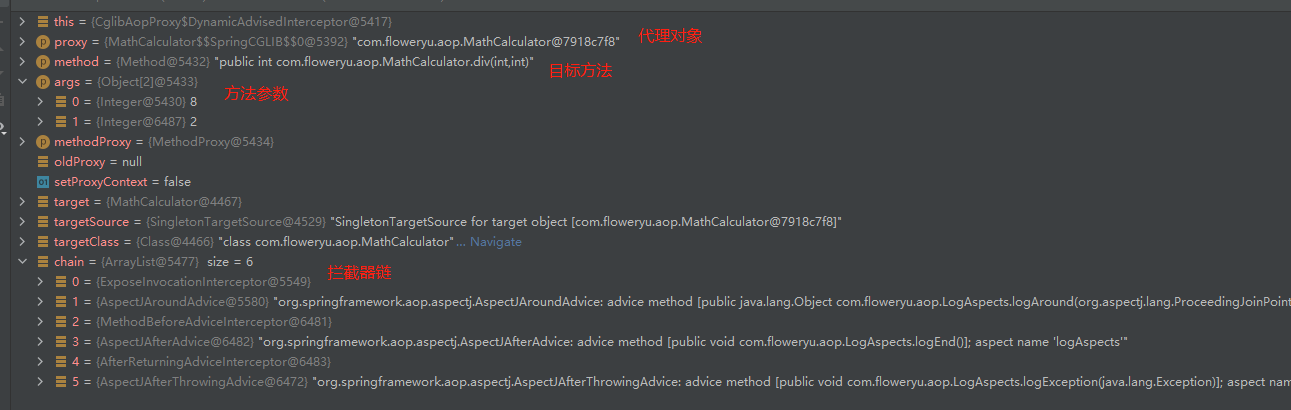 this = {CglibAopProxy$DynamicAdvisedInterceptor@5417}
proxy = {MathCalculator$$SpringCGLIB$$0@5392} "com.floweryu.aop.MathCalculator@7918c7f8" 代理对象
method = {Method@5432} "public int com.floweryu.aop.MathCalculator.div(int,int)" 目标方法
args = {Object[2]@5433} 方法参数
0 = {Integer@5430} 8
1 = {Integer@6487} 2
methodProxy = {MethodProxy@5434}
oldProxy = null
setProxyContext = false
target = {MathCalculator@4467}
targetSource = {SingletonTargetSource@4529} "SingletonTargetSource for target object [com.floweryu.aop.MathCalculator@7918c7f8]"
targetClass = {Class@4466} "class com.floweryu.aop.MathCalculator" ... Navigate
chain = {ArrayList@5477} size = 6 拦截器链
0 = {ExposeInvocationInterceptor@5549}
1 = {AspectJAroundAdvice@5580} "org.springframework.aop.aspectj.AspectJAroundAdvice: advice method [public java.lang.Object com.floweryu.aop.LogAspects.logAround(org.aspectj.lang.ProceedingJoinPoint
2 = {MethodBeforeAdviceInterceptor@6481}
3 = {AspectJAfterAdvice@6482} "org.springframework.aop.aspectj.AspectJAfterAdvice: advice method [public void com.floweryu.aop.LogAspects.logEnd()]; aspect name 'logAspects'"
4 = {AfterReturningAdviceInterceptor@6483}
5 = {AspectJAfterThrowingAdvice@6472} "org.springframework.aop.aspectj.AspectJAfterThrowingAdvice: advice method [public void com.floweryu.aop.LogAspects.logException(java.lang.Exception)]; aspect nam